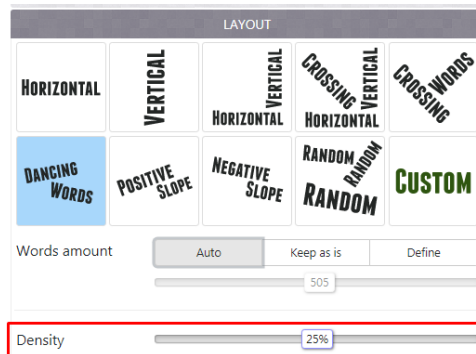 LAYOUT
HORIZONTAL
VERTICAL
HORIZONTAL VERTICAL
CROSSING VERTICAL HORIZONTAL
CROSSING WORDS
DANCING WORDS
POSITIVE SLOPE
NEGATIVE SLOPE
RANDOM RANDOM RANDOM
CUSTOM
Words amount Auto Keep as is Define
505
Density 25%